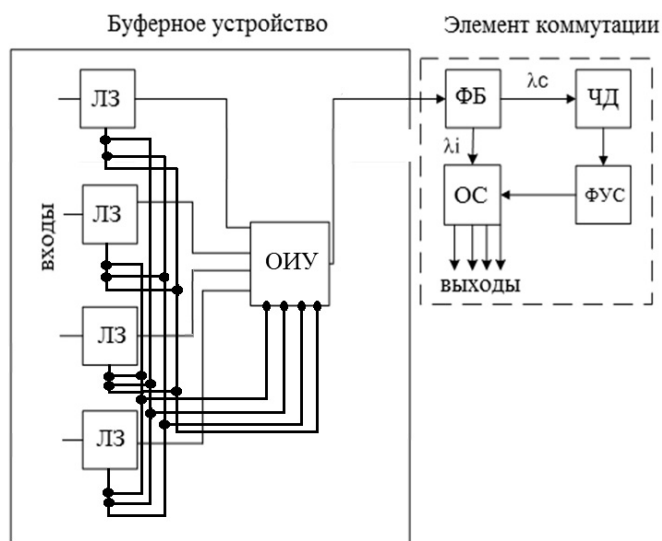 Буферное устройство
Элемент коммутации
ЛЗ
ФБ
λc
ЧД
λi
ЛЗ
ОС
ФУС
входы
ОИУ
выходы
ЛЗ
ЛЗ